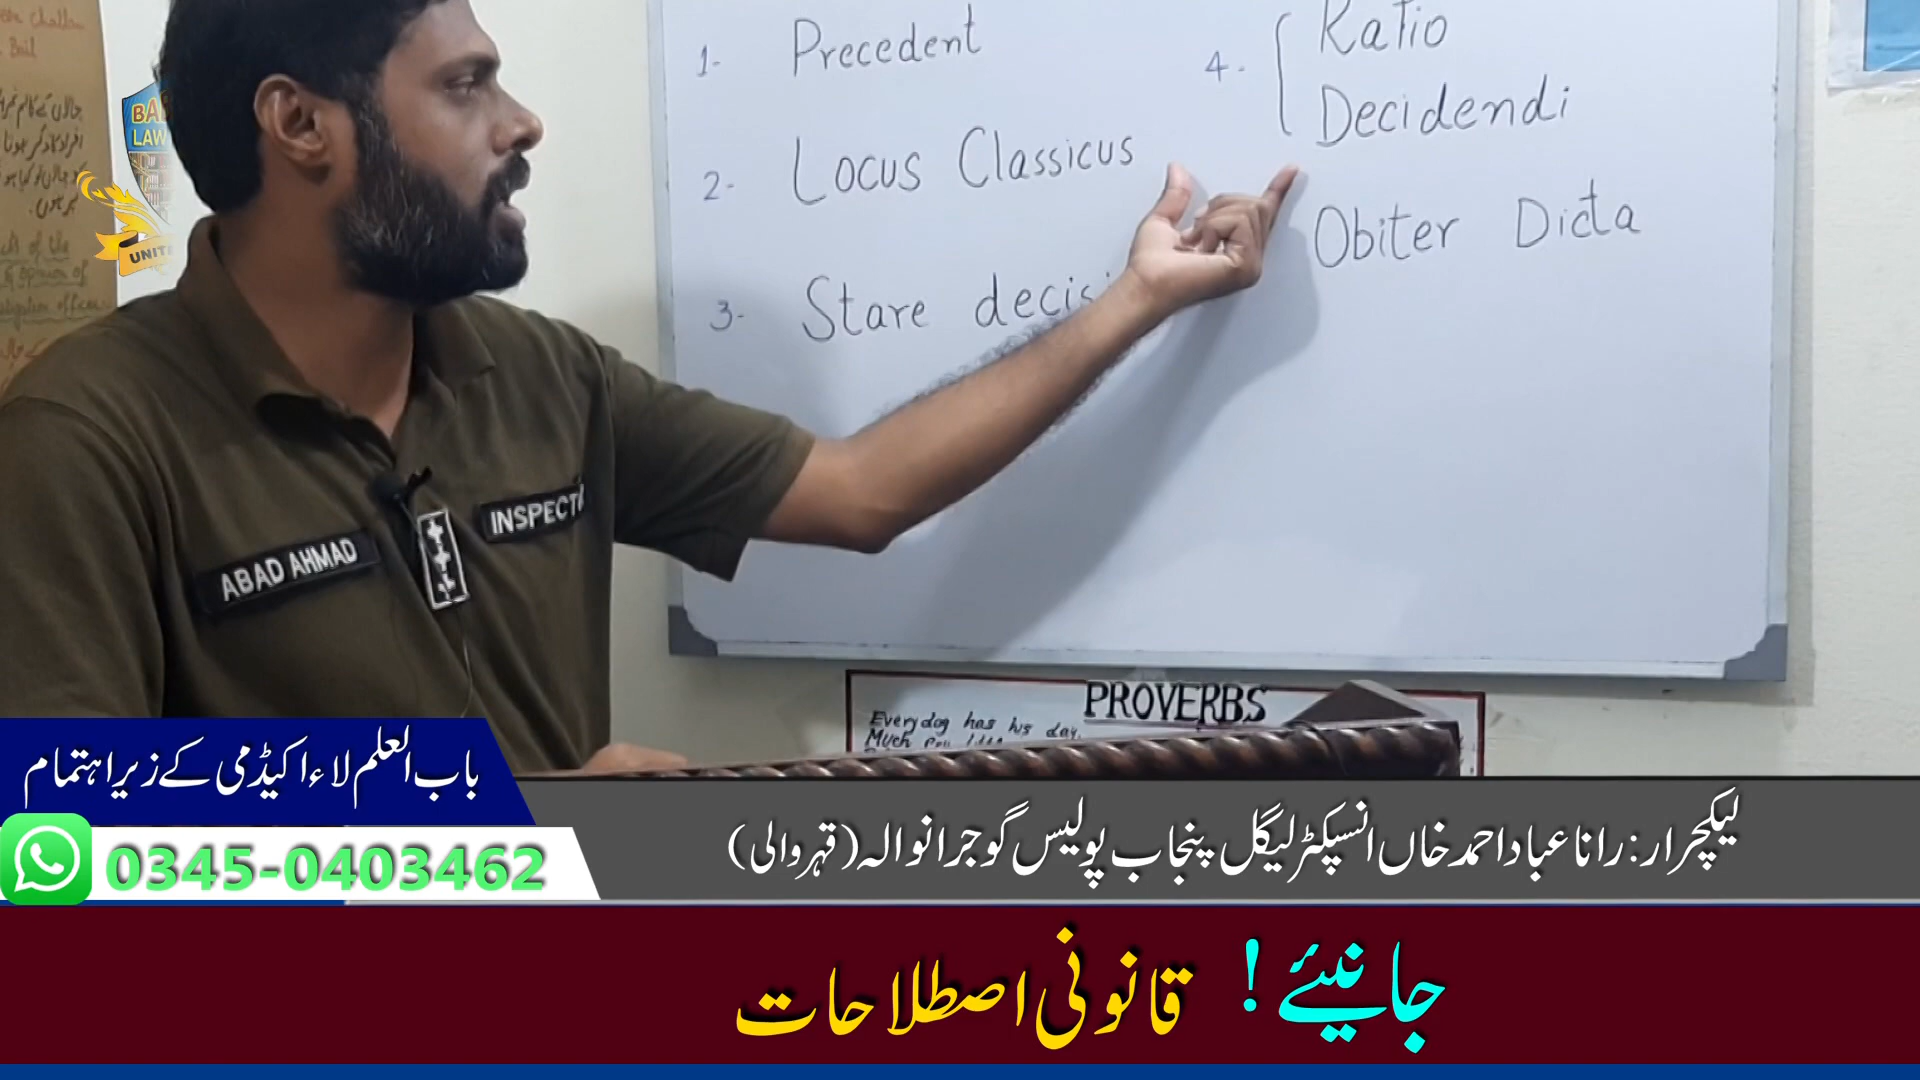 1- Precedent
2- Locus Classicus
3- Stare
4- Ratio
Decidendi
Obiter Dicta
ABAD AHMAD
PROVERBS
Every dog has his day.
Much
LAW
باب العلم لاء اکیڈمی کے زیر اہتمام
0345-0403462
لیکچرار: رانا عباد احمد خاں انسپکٹر لیگل پنجاب پولیس گوجرانوالہ (قہروالی)
جانیئے! قانونی اصطلاحات